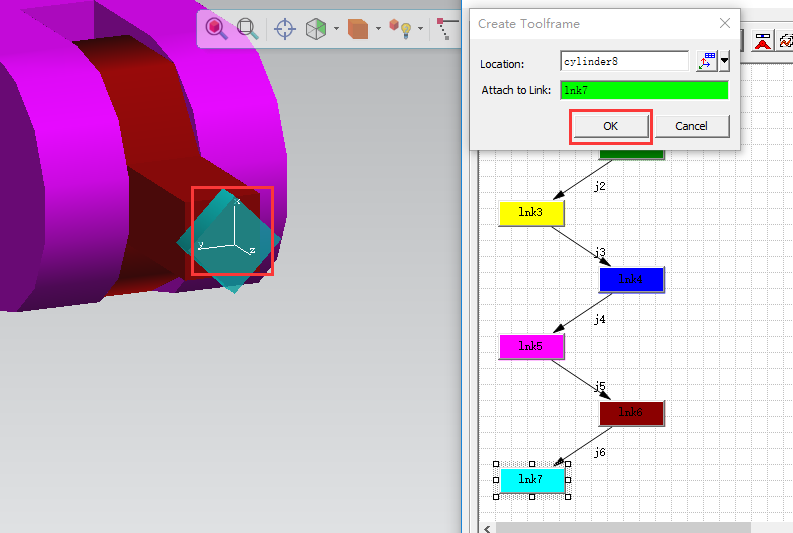 Create Toolframe
Location:
cylinder8
Attach to Link:
lnk7
OK
Cancel
x
y
z
j2
lnk3
j3
lnk4
j4
lnk5
j5
lnk6
j6
lnk7